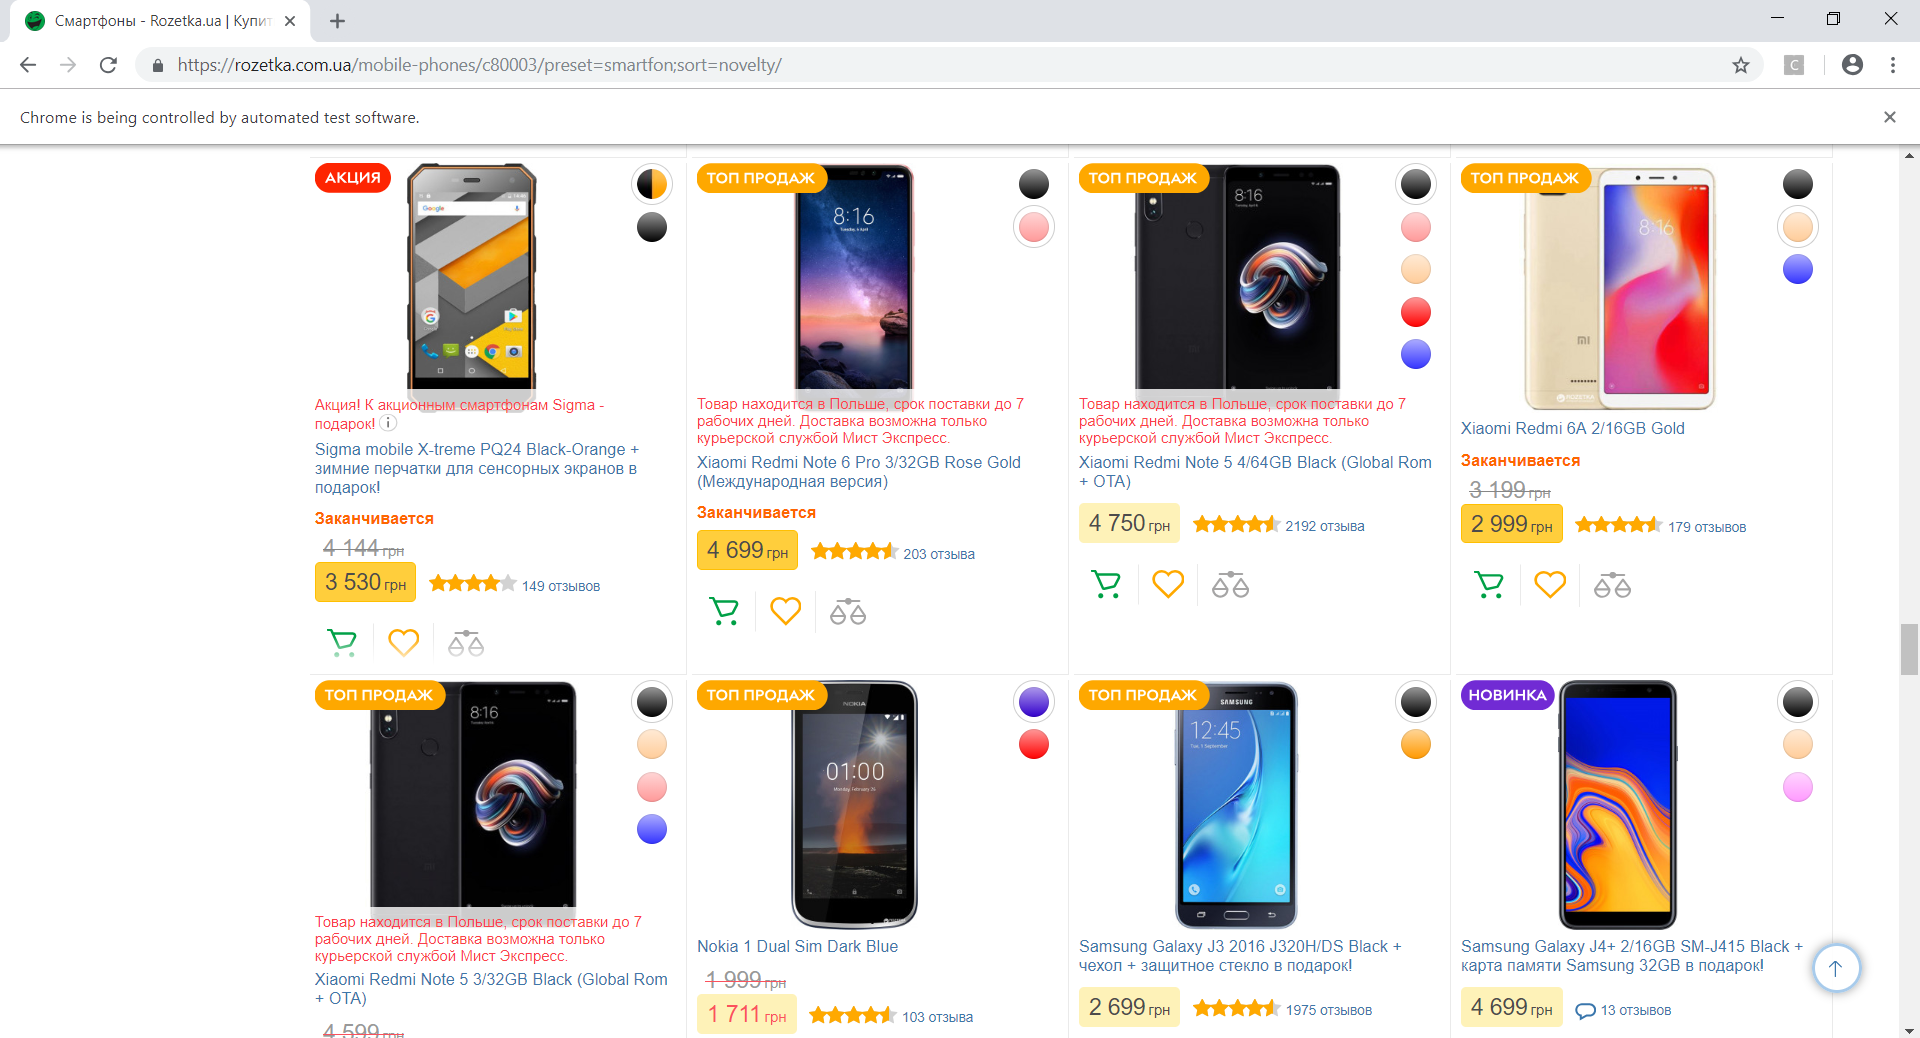 Смартфоны - Rozetka.ua | Купит
https://rozetka.com.ua/mobile-phones/c80003/preset=smartfon;sort=novelty/
C
Chrome is being controlled by automated test software.
АКЦИЯ
Google
Акция! К акционным смартфонам Sigma -
подарок!
Sigma mobile X-treme PQ24 Black-Orange +
зимние перчатки для сенсорных экранов в
подарок!
Заканчивается
4 144 грн
3 530 грн
149 отзывов
ТОП ПРОДАЖ
8:16
Товар находится в Польше, срок поставки до 7
рабочих дней. Доставка возможна только
курьерской службой Мист Экспресс.
Xiaomi Redmi Note 6 Pro 3/32GB Rose Gold
(Международная версия)
Заканчивается
4 699 грн
203 отзыва
ТОП ПРОДАЖ
8:16
Товар находится в Польше, срок поставки до 7
рабочих дней. Доставка возможна только
курьерской службой Мист Экспресс.
Xiaomi Redmi Note 5 4/64GB Black (Global Rom
+ OTA)
4 750 грн
2192 отзыва
ТОП ПРОДАЖ
8:16
Xiaomi Redmi 6A 2/16GB Gold
Заканчивается
3 199 грн
2 999 грн
179 отзывов
ТОП ПРОДАЖ
8:16
Товар находится в Польше, срок поставки до 7
рабочих дней. Доставка возможна только
курьерской службой Мист Экспресс.
Xiaomi Redmi Note 5 3/32GB Black (Global Rom
+ OTA)
4 599 грн
ТОП ПРОДАЖ
NOKIA
01:00
Nokia 1 Dual Sim Dark Blue
1 999 грн
1 711 грн
103 отзыва
ТОП ПРОДАЖ
SAMSUNG
12:45
Samsung Galaxy J3 2016 J320H/DS Black +
чехол + защитное стекло в подарок!
2 699 грн
1975 отзывов
НОВИНКА
Samsung Galaxy J4+ 2/16GB SM-J415 Black +
карта памяти Samsung 32GB в подарок!
4 699 грн
13 отзывов